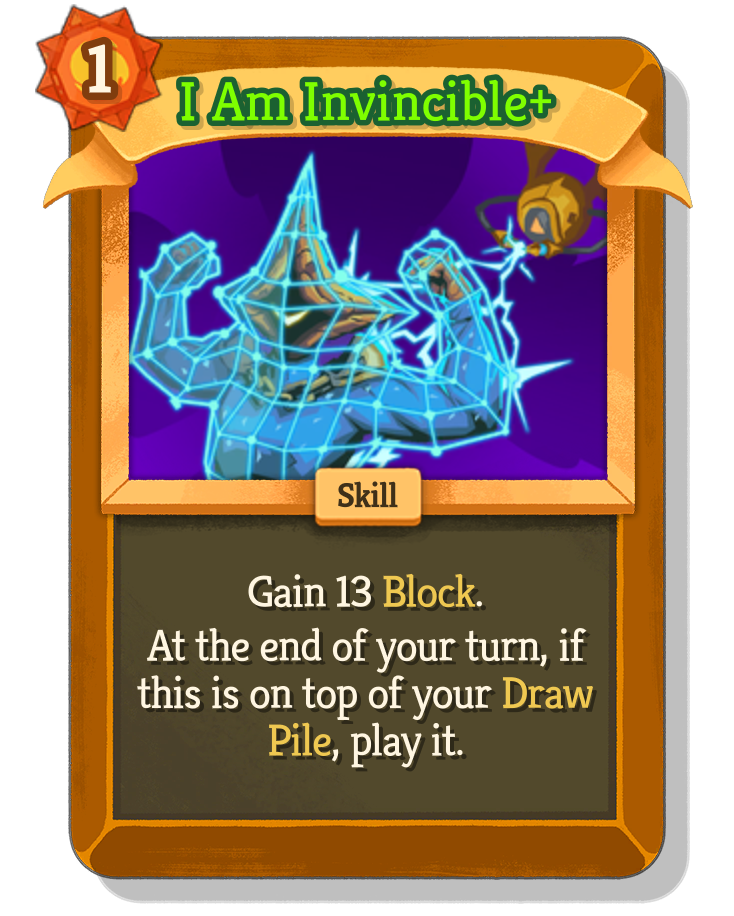 1
I Am Invincible+
Skill
Gain 13 Block.
At the end of your turn, if
this is on top of your Draw
Pile, play it.